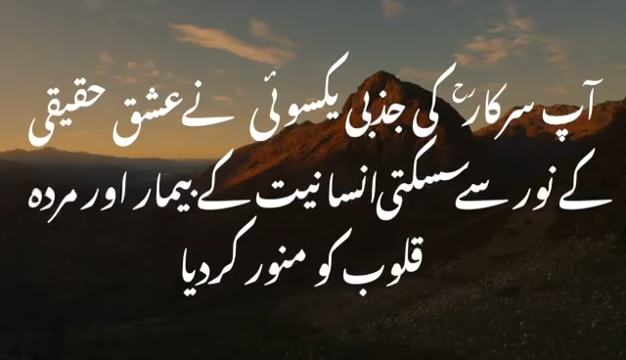 آپ سرکارؒ کی جذبی یکسوئی نے عشق حقیقی
کے نور سے سسکتی انسانیت کے بیمار اور مردہ
قلوب کو منور کردیا